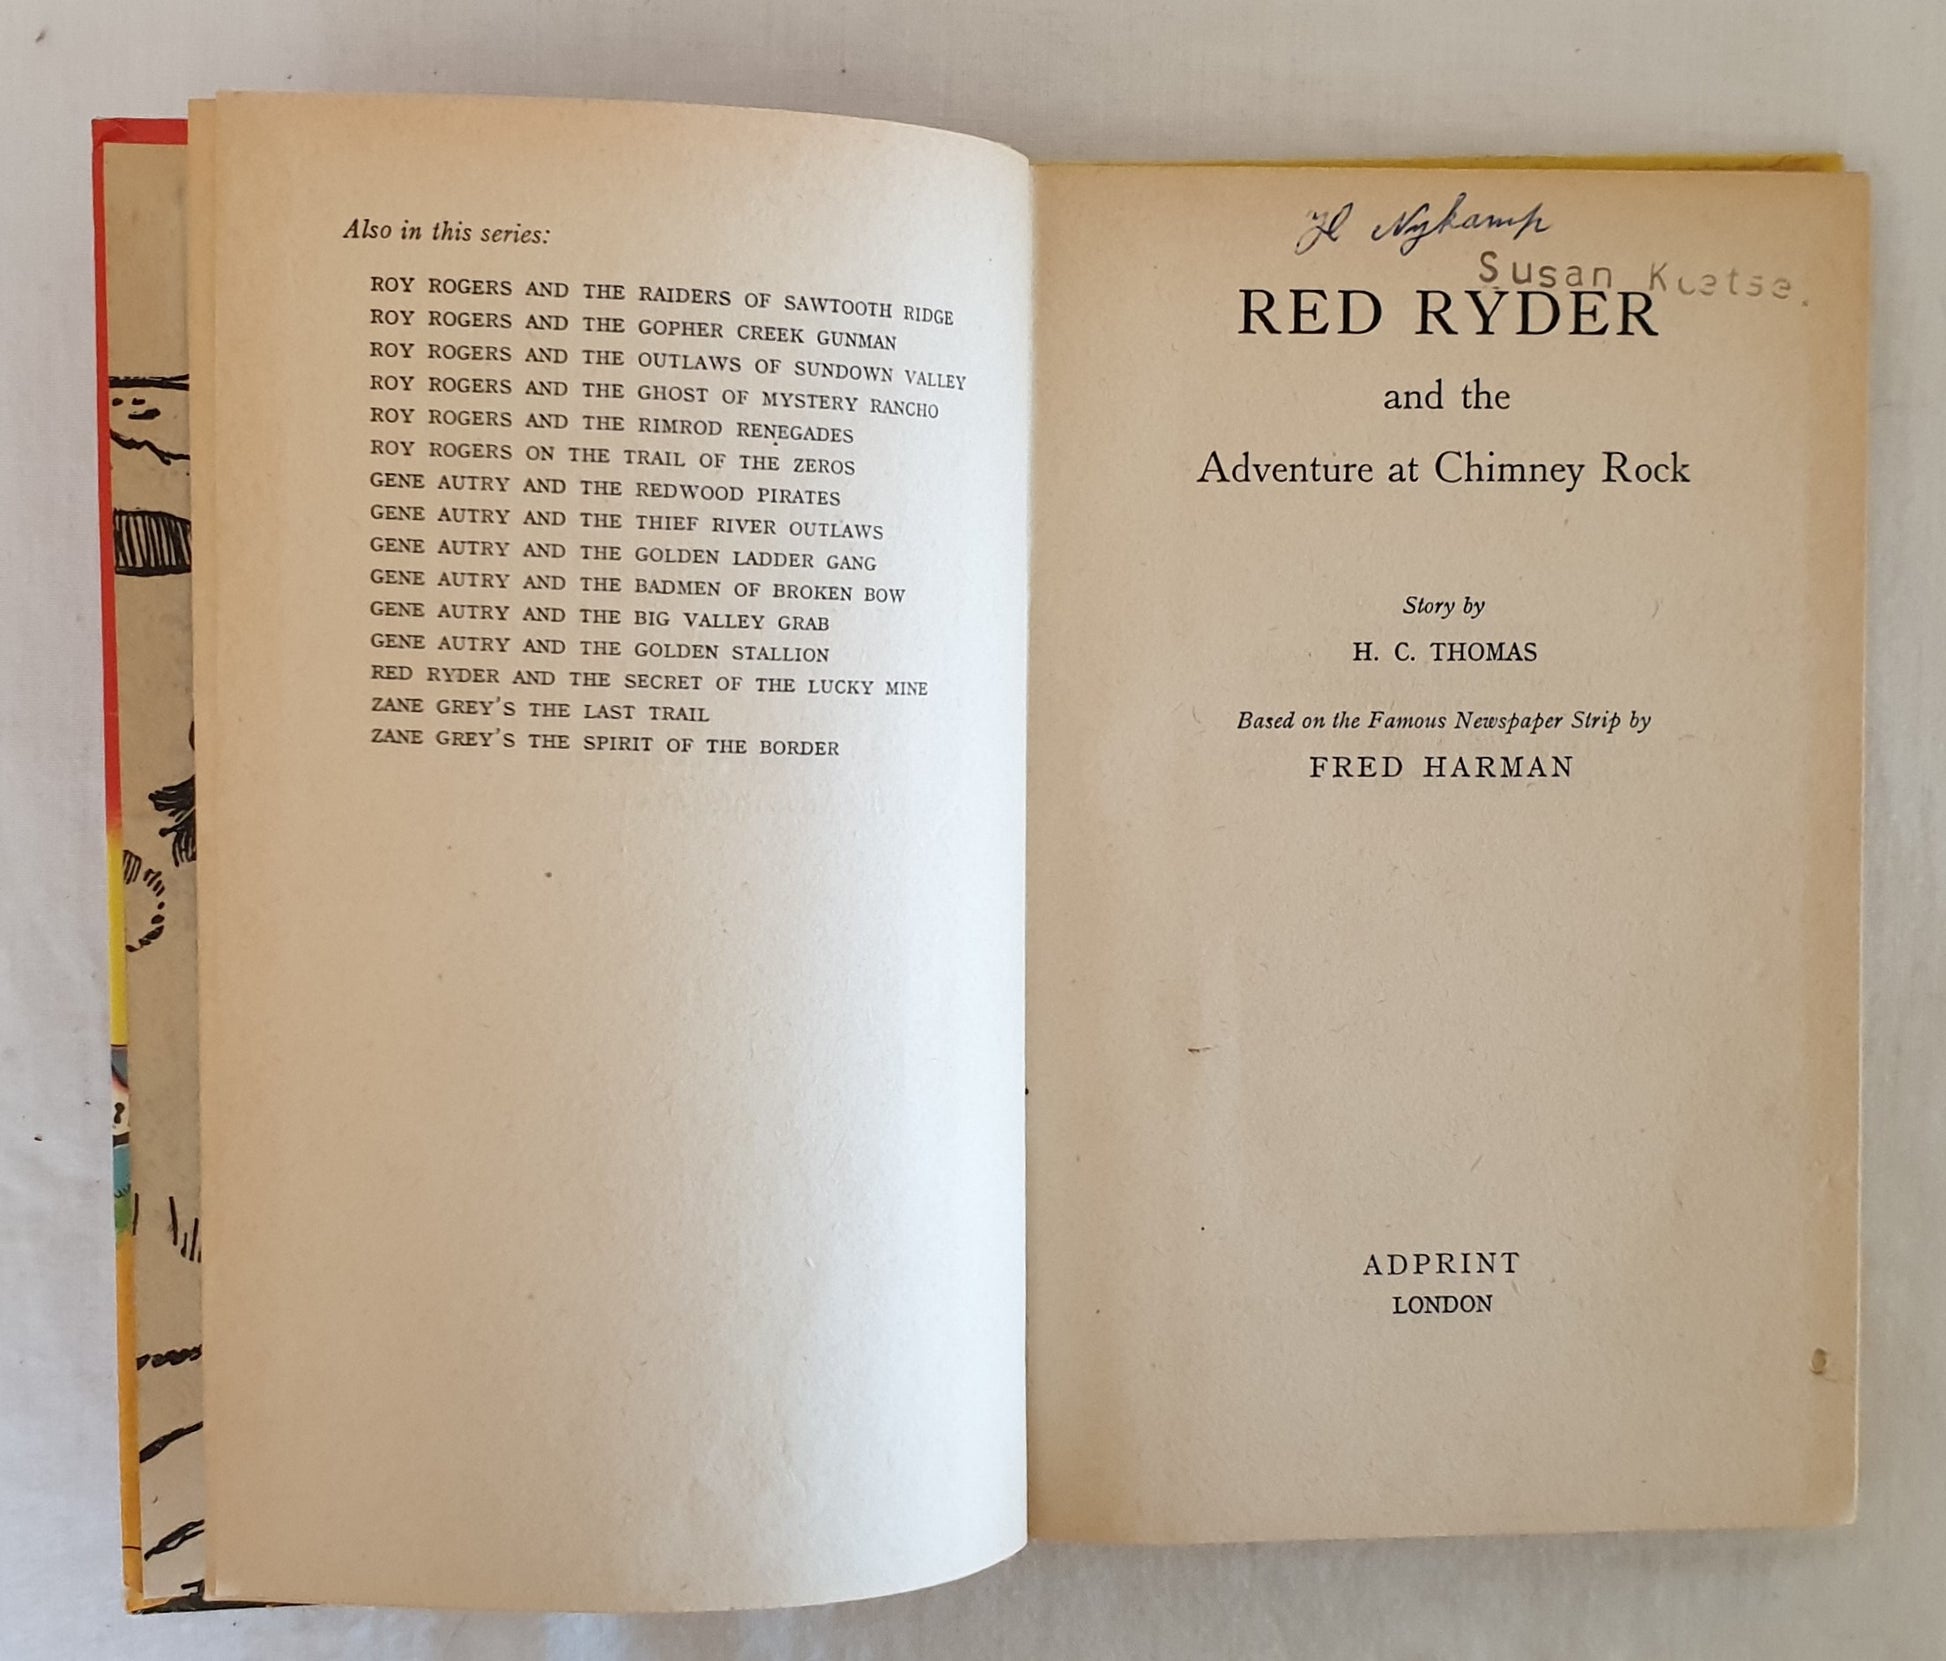 Also in this series:
ROY ROGERS AND THE RAIDERS OF SAWTOOTH RIDGE
ROY ROGERS AND THE GOPHER CREEK GUNMAN
ROY ROGERS AND THE OUTLAWS OF SUNDOWN VALLEY
ROY ROGERS AND THE GHOST OF MYSTERY RANCHO
ROY ROGERS AND THE RIMROD RENEGADES
ROY ROGERS ON THE TRAIL OF THE ZEROS
GENE AUTRY AND THE REDWOOD PIRATES
GENE AUTRY AND THE THIEF RIVER OUTLAWS
GENE AUTRY AND THE GOLDEN LADDER GANG
GENE AUTRY AND THE BADMEN OF BROKEN BOW
GENE AUTRY AND THE BIG VALLEY GRAB
GENE AUTRY AND THE GOLDEN STALLION
RED RYDER AND THE SECRET OF THE LUCKY MINE
ZANE GREY'S THE LAST TRAIL
ZANE GREY'S THE SPIRIT OF THE BORDER
Nykamp
Susan
RED RYDER
and the
Adventure at Chimney Rock
Story by
H. C. THOMAS
Based on the Famous Newspaper Strip by
FRED HARMAN
ADPRINT
LONDON